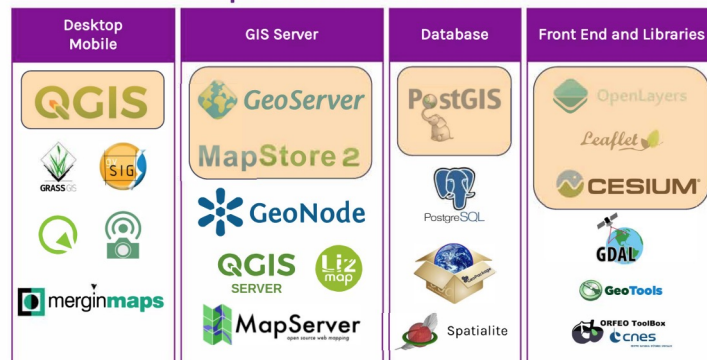 Desktop
Mobile
GIS Server
Database
Front End and Libraries
QGIS
GRASS GIS
SIG
merginmaps
GeoServer
MapStore 2
GeoNode
QGIS
SERVER
Liz
map
MapServer
open source web mapping
PostGIS
PostgreSQL
GeoPackage
Spatialite
OpenLayers
Leaflet
CESIUM
GDAL
GeoTools
ORFEO ToolBox
cnes